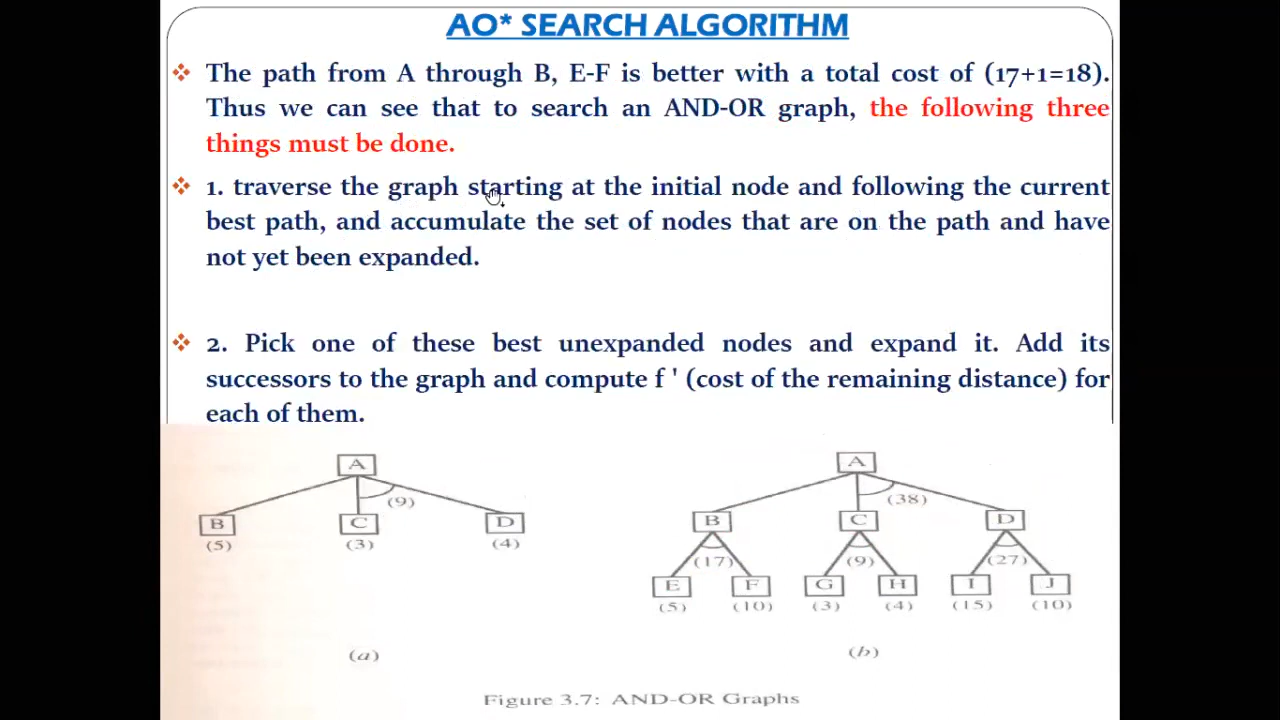 AO* SEARCH ALGORITHM
❖ The path from A through B, E-F is better with a total cost of (17+1=18).
Thus we can see that to search an AND-OR graph, the following three
things must be done.
❖ 1. traverse the graph starting at the initial node and following the current
best path, and accumulate the set of nodes that are on the path and have
not yet been expanded.
❖ 2. Pick one of these best unexpanded nodes and expand it. Add its
successors to the graph and compute f ' (cost of the remaining distance) for
each of them.
A A
(9) (38)
B C D B C D
(5) (3) (4)
(17) (9) (27)
E F G H I J
(5) (10) (3) (4) (15) (10)
(a) (b)
Figure 3.7: AND-OR Graphs